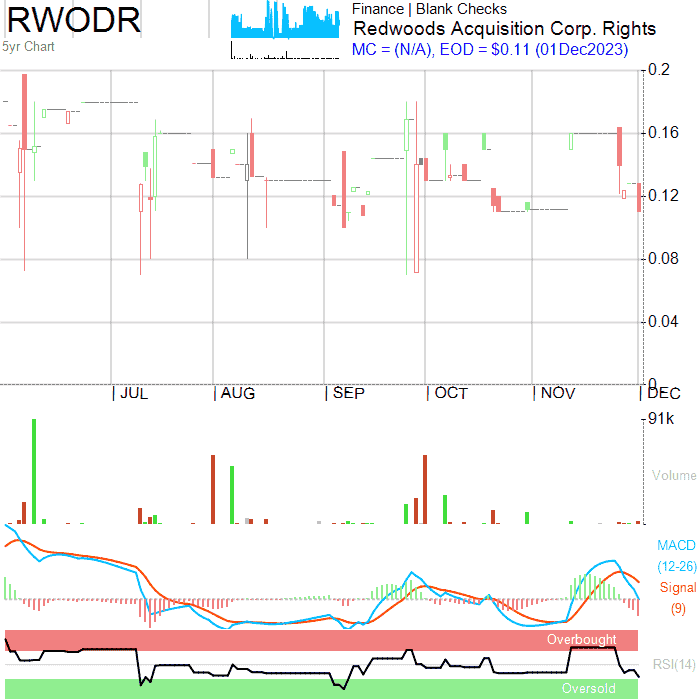 RWODR
5yr Chart
Finance | Blank Checks
Redwoods Acquisition Corp. Rights
MC = (N/A), EOD = $0.11 (01Dec2023)
0.2
0.16
0.12
0.08
0.04
0
JUL AUG SEP OCT NOV DEC
91k
Volume
MACD
(12-26)
Signal
(9)
Overbought
RSI(14)
Oversold